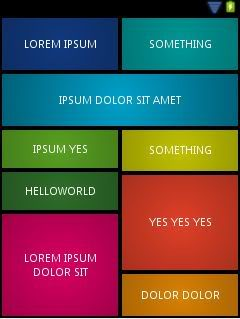 LOREM IPSUM
SOMETHING
IPSUM DOLOR SIT AMET
IPSUM YES
SOMETHING
HELLOWORLD
YES YES YES
LOREM IPSUM
DOLOR SIT
DOLOR DOLOR